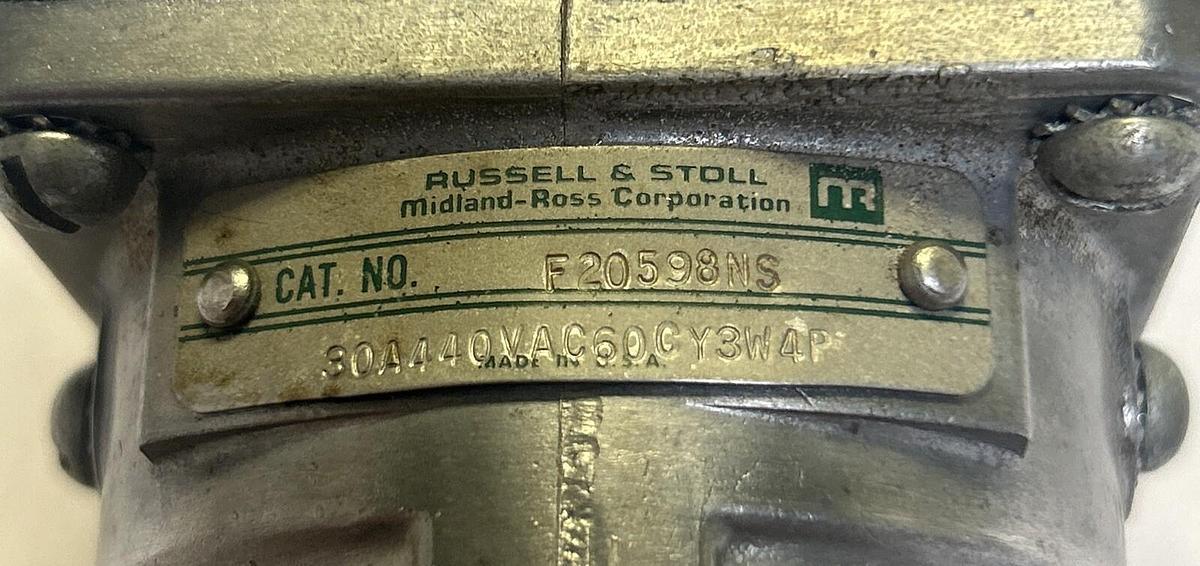 RUSSELL & STOLL
Midland-Ross Corporation
CAT. NO. F20598NS
30A440VAC60CY3W4P
MADE IN U.S.A.